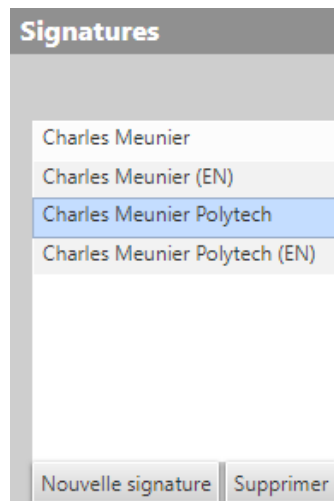 Signatures
Charles Meunier
Charles Meunier (EN)
Charles Meunier Polytech
Charles Meunier Polytech (EN)
Nouvelle signature Supprimer